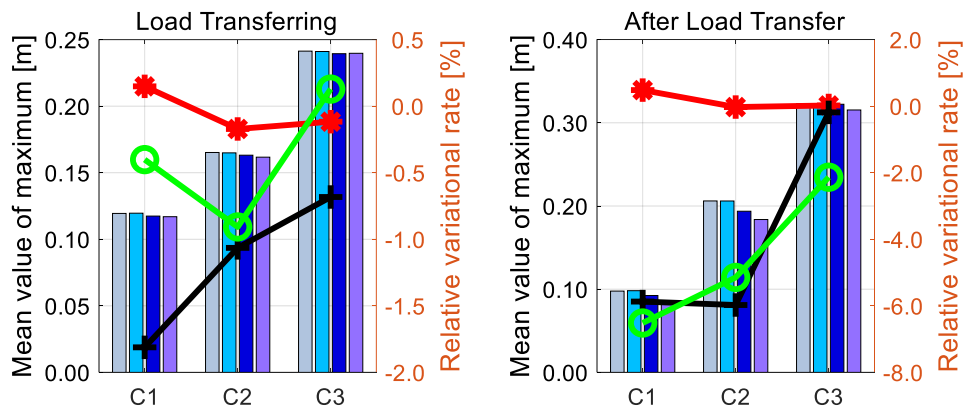 Load Transferring
Mean value of maximum [m]
0.25
0.20
0.15
0.10
0.05
0.00
0.5
0.0
-0.5
-1.0
-1.5
-2.0
Relative variational rate [%]
C1 C2 C3
After Load Transfer
Mean value of maximum [m]
0.40
0.30
0.20
0.10
0.00
2.0
0.0
-2.0
-4.0
-6.0
-8.0
Relative variational rate [%]
C1 C2 C3